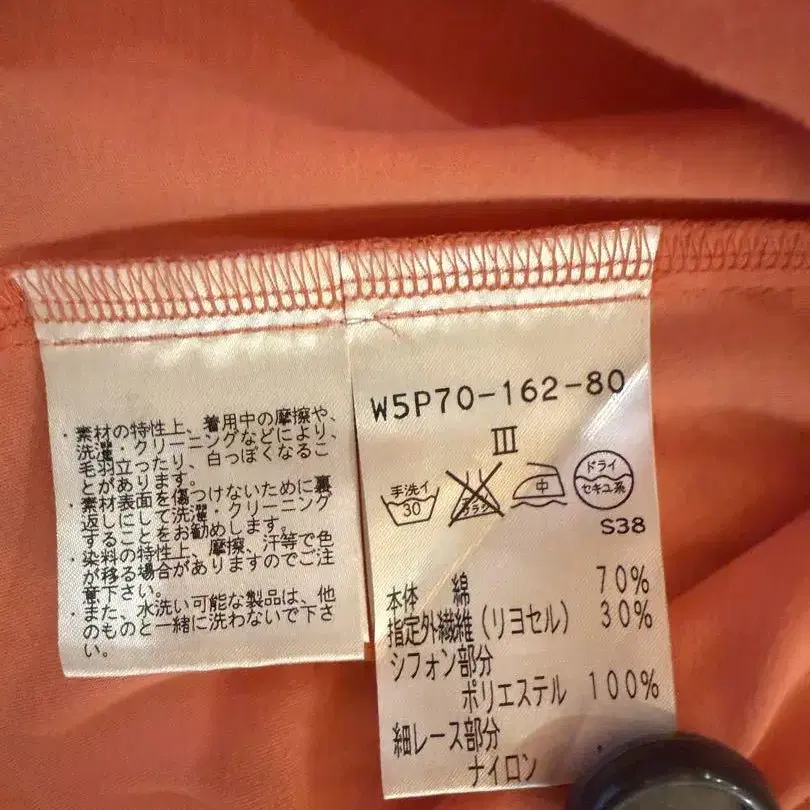 ・素材の特性上、着用中の摩擦や、
洗濯・クリーニングなどにより、
毛羽立ったり、白っぽくなるこ
とがあります。
・素材表面を傷つけないために裏
返しにして洗濯・クリーニング
することをお勧めします。
・染料の特性上、摩擦、汗等で色
が移る場合がありますのでご注
意下さい。
・また、水洗い可能な製品は、他
のものと一緒に洗わないで下さ
い。
W5P70-162-80
III
手洗イ
30
中
ドライ
セキユ系
S38
本体 綿 70%
指定外繊維(リヨセル) 30%
シフォン部分
ポリエステル 100%
細レース部分
ナイロン